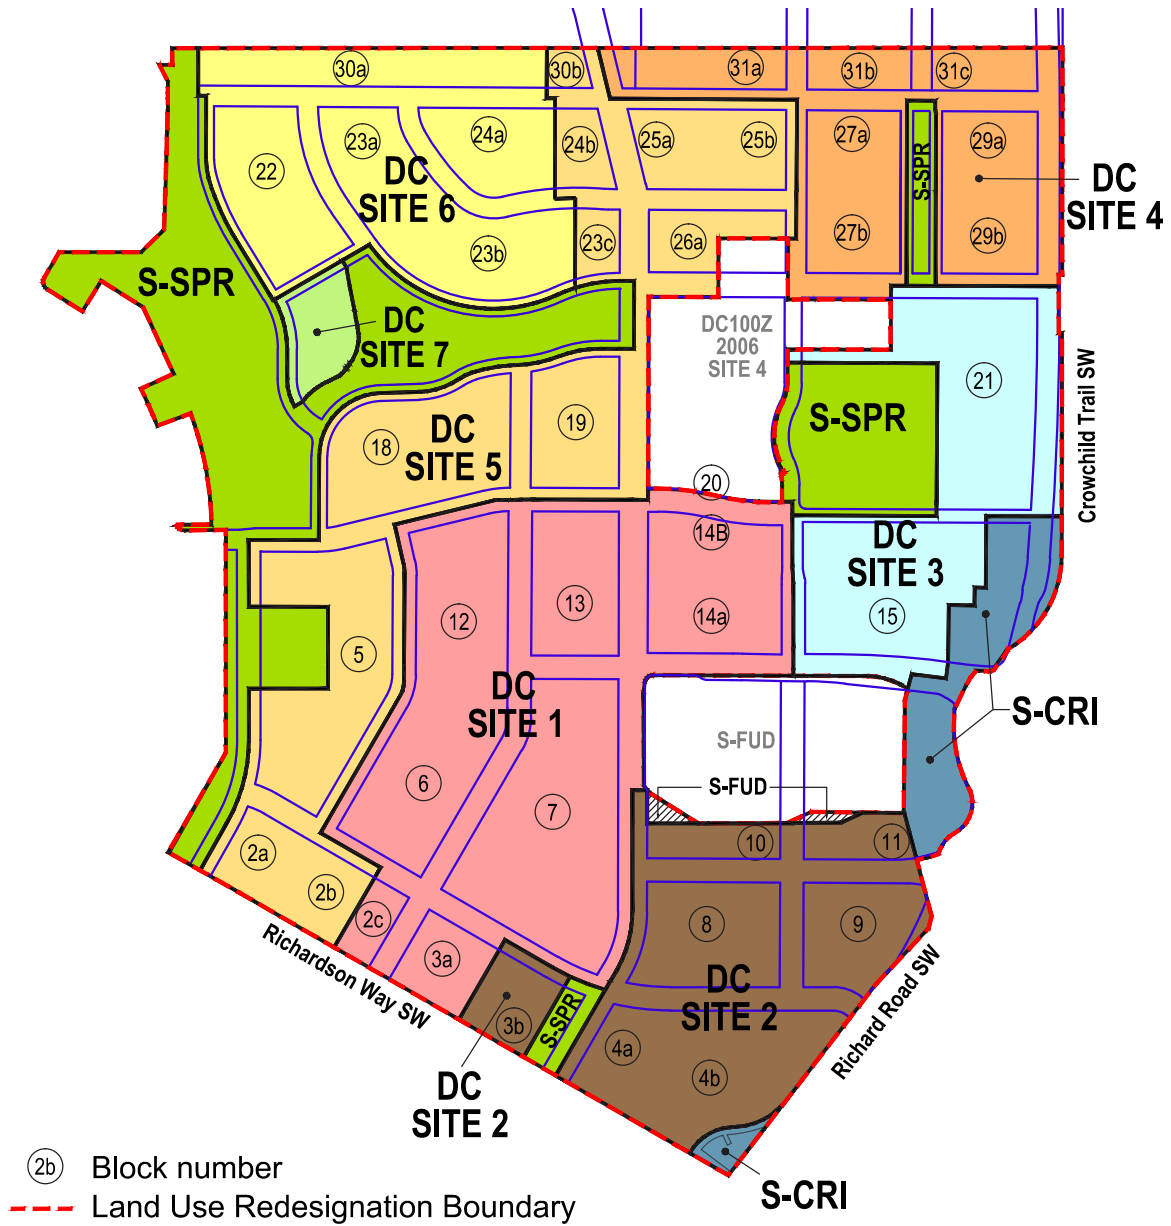 30a
30b
31a
31b
31c
22
23a
24a
24b
25a
25b
27a
29a
S-SPR
DC
SITE 6
DC
SITE 4
23b
23c
26a
27b
29b
S-SPR
DC
SITE 7
DC100Z
2006
SITE 4
21
Crowchild Trail SW
S-SPR
18
DC
SITE 5
19
20
14B
DC
SITE 3
12
13
14a
15
5
DC
SITE 1
S-CRI
S-FUD
S-FUD
6
7
10
11
2a
2b
2c
3a
8
9
Richardson Way SW
DC
SITE 2
Richard Road SW
3b
S-SPR
4a
4b
DC
SITE 2
S-CRI
2b
Block number
Land Use Redesignation Boundary